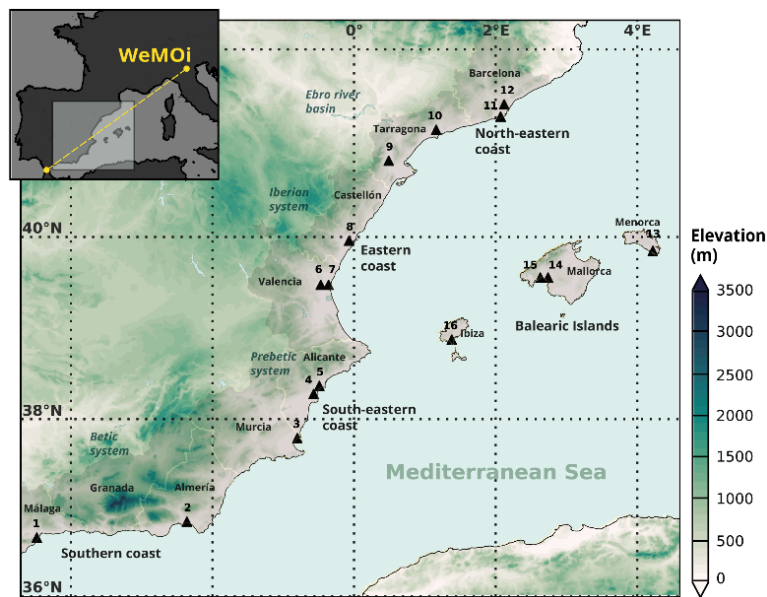 WeMOi
0°
2°E
4°E
Barcelona
Ebro river
basin
12
11
10
Tarragona
North-eastern
coast
9
Iberian
system
Castellón
Menorca
40°N
8
13
Eastern
coast
Elevation
(m)
Valencia
6 7
15 14
Mallorca
3500
16
Ibiza
Balearic Islands
3000
Prebetic
system
Alicante
5
4
2500
38°N
South-eastern
coast
2000
Murcia
3
Betic
system
1500
Mediterranean Sea
Granada
Almería
1000
Málaga
1
2
500
Southern coast
0
36°N